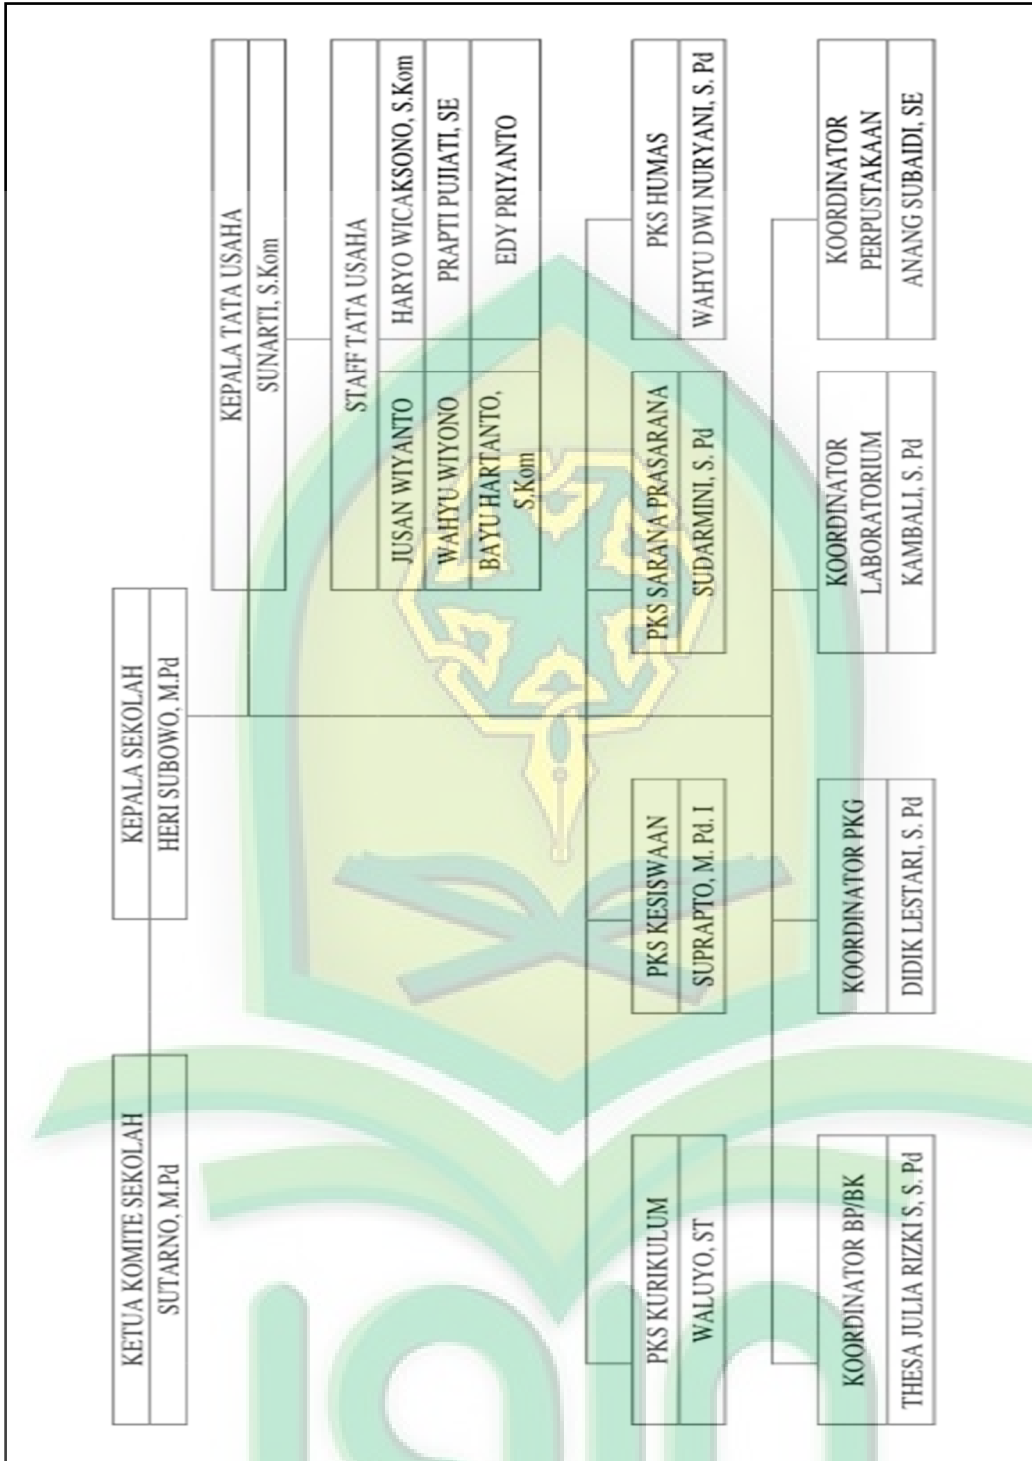 KETUA KOMITE SEKOLAH
SUTARNO, M.Pd
KEPALA SEKOLAH
HERI SUBOWO, M.Pd
KEPALA TATA USAHA
SUNARTI, S.Kom
STAFF TATA USAHA
JUSAN WIYANTO
HARYO WICAKSONO, S.Kom
WAHYU WIYONO
PRAPTI PUJIATI, SE
BAYU HARTANTO,
S.Kom
EDY PRIYANTO
PKS KURIKULUM
WALUYO, ST
PKS KESISWAAN
SUPRAPTO, M. Pd. I
PKS SARANA PRASARANA
SUDARMINI, S. Pd
PKS HUMAS
WAHYU DWI NURYANI, S. Pd
KOORDINATOR BP/BK
THESA JULIA RIZKI S, S. Pd
KOORDINATOR PKG
DIDIK LESTARI, S. Pd
KOORDINATOR
LABORATORIUM
KAMBALI, S. Pd
KOORDINATOR
PERPUSTAKAAN
ANANG SUBAIDI, SE